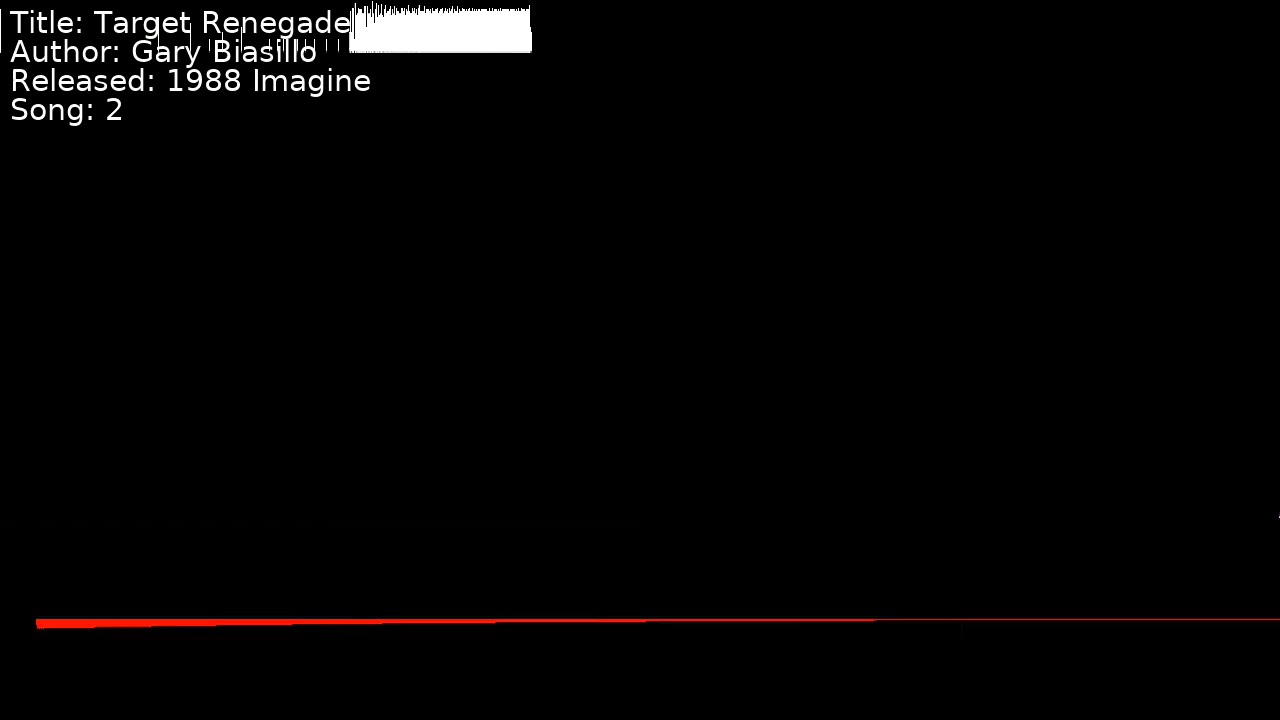 Title: Target Renegade
Author: Gary Biasillo
Released: 1988 Imagine
Song: 2